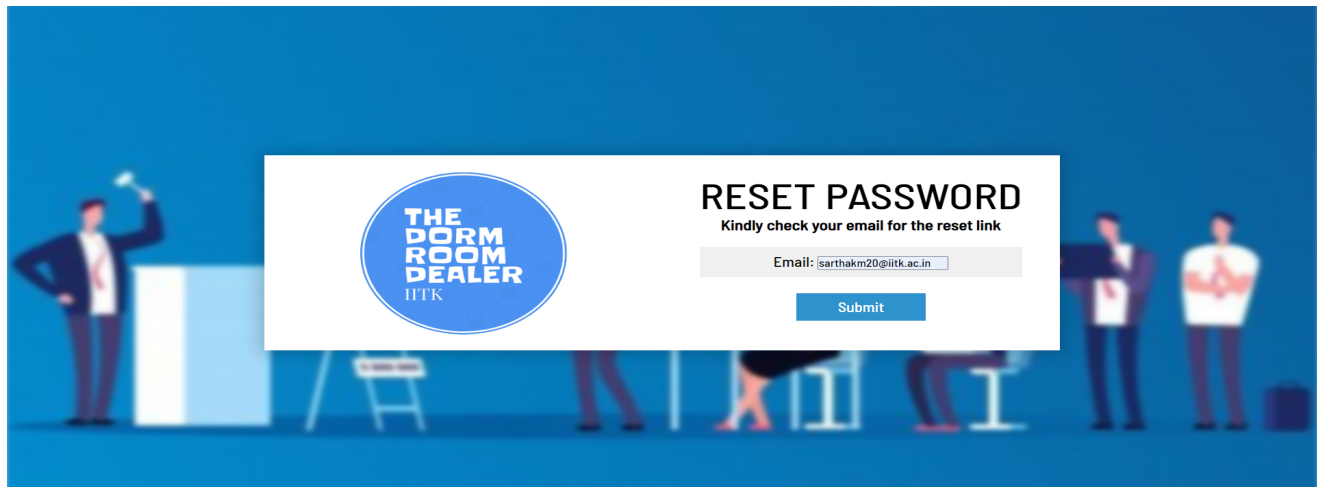 THE
DORM
ROOM
DEALER
IITK
RESET PASSWORD
Kindly check your email for the reset link
Email: sarthakm20@iitk.ac.in
Submit